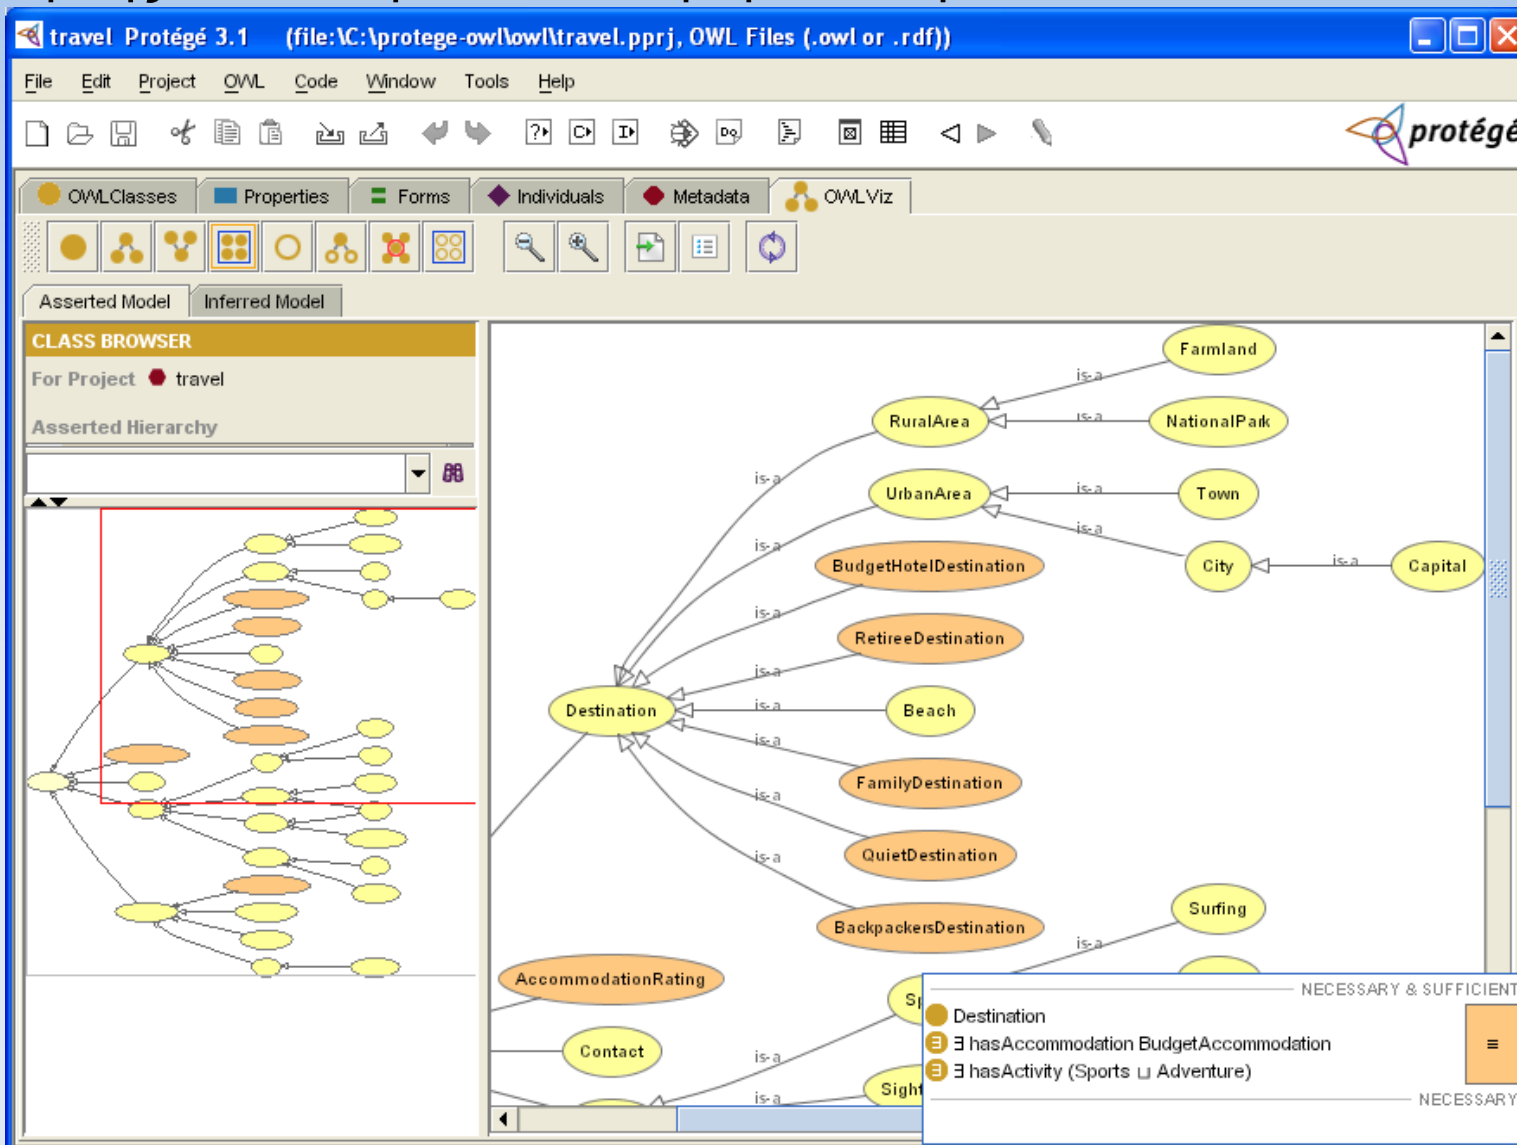 travel Protégé 3.1 (file:\C:\protege-owl\owl\travel.pprj, OWL Files (.owl or .rdf))
File Edit Project OWL Code Window Tools Help
protégé
OWLClasses Properties Forms Individuals Metadata OWLViz
Asserted Model Inferred Model
CLASS BROWSER
For Project travel
Asserted Hierarchy
Farmland
is-a
RuralArea
is-a
NationalPark
is-a
UrbanArea
is-a
Town
is-a
is-a
BudgetHotelDestination
City
is-a
Capital
is-a
RetireeDestination
is-a
Destination
is-a
Beach
is-a
FamilyDestination
is-a
QuietDestination
is-a
BackpackersDestination
Surfing
is-a
AccommodationRating
Sp
Contact
is-a
Sight
is-a
NECESSARY & SUFFICIENT
Destination
∃ hasAccommodation BudgetAccommodation
≡
∃ hasActivity (Sports ⊔ Adventure)
NECESSARY